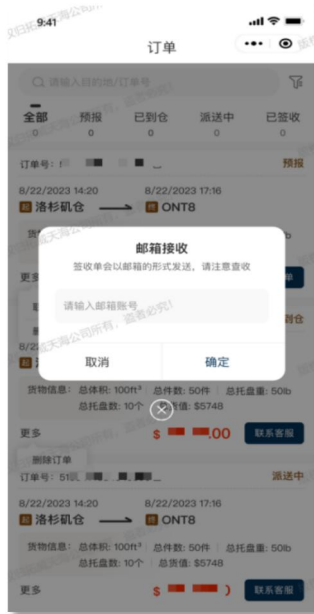 9:41
订单
请输入目的地/订单号
全部 预报 已到仓 派送中 已签收
0 0 0 0 0
订单号: 预报
8/22/2023 14:20 8/22/2023 17:16
起 洛杉矶仓 终 ONT8
邮箱接收
签收单会以邮箱的形式发送，请注意查收
请输入邮箱账号
取消 确定
更多
货物信息: 总体积: 100ft³ 总件数: 50件 总托盘重: 50lb
总托盘数: 10个 总货值: $5748
更多 $ .00 联系客服
删除订单
订单号: 51 派送中
8/22/2023 14:20 8/22/2023 17:16
起 洛杉矶仓 终 ONT8
货物信息: 总体积: 100ft³ 总件数: 50件 总托盘重: 50lb
总托盘数: 10个 总货值: $5748
更多 $ 联系客服